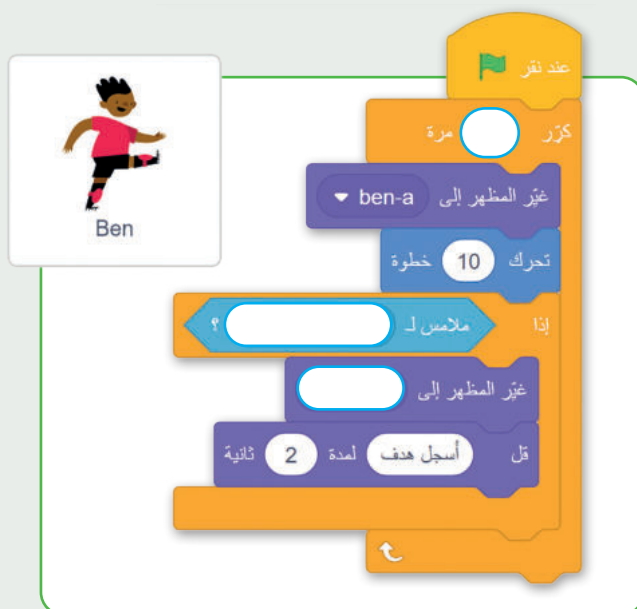 عند نقر
Ben
كرّر مرة
غيّر المظهر إلى ben-a
تحرك 10 خطوة
إذا ملامس لـ ؟
غيّر المظهر إلى
قل أسجل هدف لمدة 2 ثانية